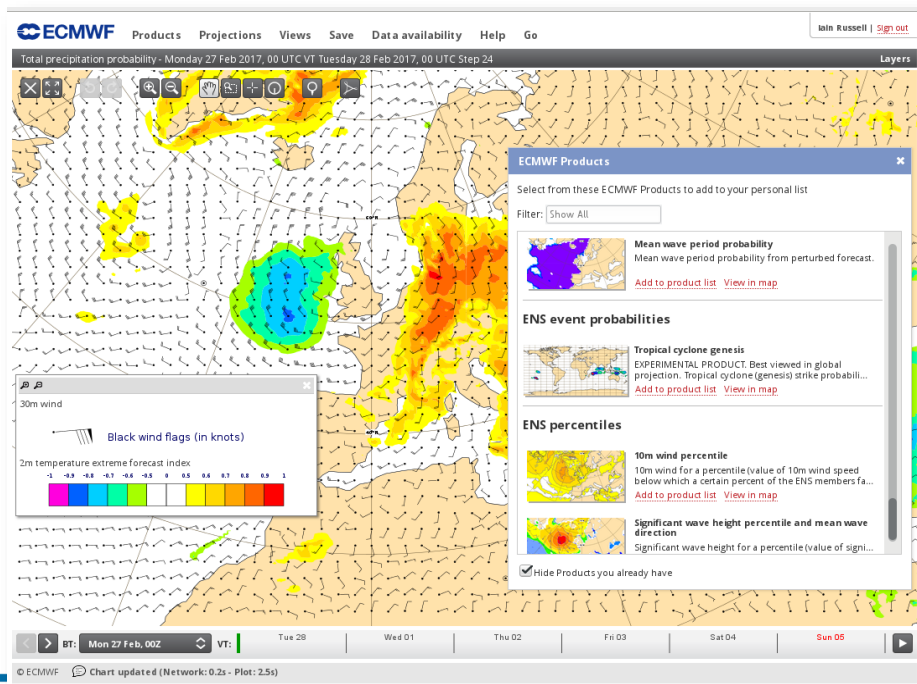 ECMWF
Products Projections Views Save Data availability Help Go
Iain Russell | Sign out
Total precipitation probability - Monday 27 Feb 2017, 00 UTC VT Tuesday 28 Feb 2017, 00 UTC Step 24
Layers
ECMWF Products
Select from these ECMWF Products to add to your personal list
Filter: Show All
Mean wave period probability
Mean wave period probability from perturbed forecast.
Add to product list View in map
ENS event probabilities
Tropical cyclone genesis
EXPERIMENTAL PRODUCT. Best viewed in global
projection. Tropical cyclone (genesis) strike probabili...
Add to product list View in map
ENS percentiles
10m wind percentile
10m wind for a percentile (value of 10m wind speed
below which a certain percent of the ENS members fa...
Add to product list View in map
Significant wave height percentile and mean wave
direction
Significant wave height for a percentile (value of signi...
Hide Products you already have
30m wind
Black wind flags (in knots)
2m temperature extreme forecast index
-1 -0.9 -0.8 -0.7 -0.6 -0.5 0 0.5 0.6 0.7 0.8 0.9 1
BT: Mon 27 Feb, 00Z VT: Tue 28 Wed 01 Thu 02 Fri 03 Sat 04 Sun 05
© ECMWF Chart updated (Network: 0.2s - Plot: 2.5s)